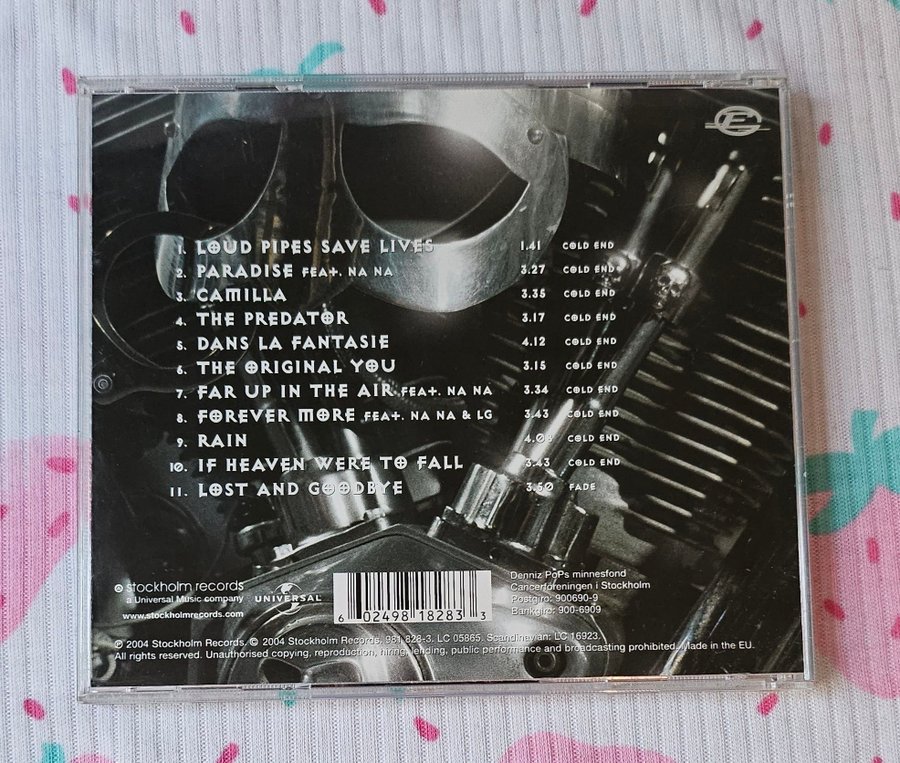 E
1. LOUD PIPES SAVE LIVES 1.41 COLD END
2. PARADISE FEAT. NA NA 3.27 COLD END
3. CAMILLA 3.35 COLD END
4. THE PREDATOR 3.17 COLD END
5. DANS LA FANTASIE 4.12 COLD END
6. THE ORIGINAL YOU 3.15 COLD END
7. FAR UP IN THE AIR FEAT. NA NA 3.34 COLD END
8. FOREVER MORE FEAT. NA NA & LG 3.43 COLD END
9. RAIN 4.03 COLD END
10. IF HEAVEN WERE TO FALL 3.43 COLD END
11. LOST AND GOODBYE 3.50 FADE
stockholm records
a Universal Music company
www.stockholmrecords.com
UNIVERSAL
6 02498 18283 3
Denniz PoPs minnesfond
Cancerföreningen i Stockholm
Postgiro: 900690-9
Bankgiro: 900-6909
℗ 2004 Stockholm Records. © 2004 Stockholm Records. 981 828-3. LC 05865. Scandinavian: LC 16923.
All rights reserved. Unauthorised copying, reproduction, hiring, lending, public performance and broadcasting prohibited. Made in the EU.